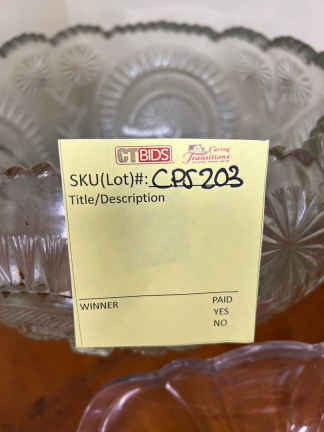 CTBIDS Caring Transitions
SKU(Lot)#: CPS203
Title/Description
WINNER PAID
YES
NO